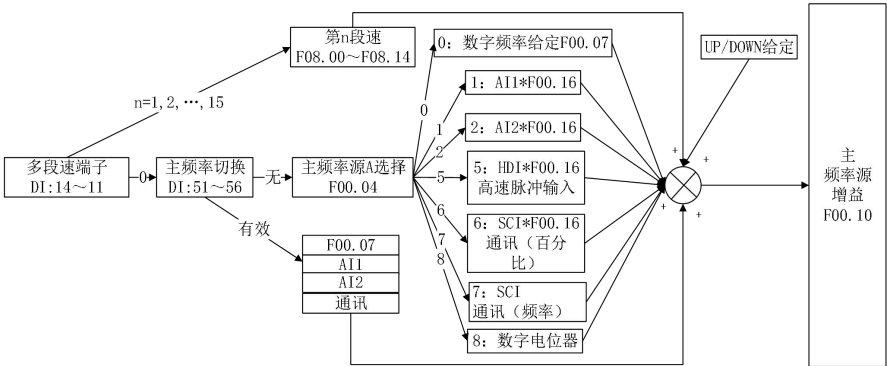 第n段速
F08.00～F08.14
n=1,2,…,15
多段速端子
DI:14～11
0
主频率切换
DI:51～56
无
有效
F00.07
AI1
AI2
通讯
主频率源A选择
F00.04
0
1
2
5
6
7
8
0: 数字频率给定F00.07
1: AI1*F00.16
2: AI2*F00.16
5: HDI*F00.16
高速脉冲输入
6: SCI*F00.16
通讯（百分
比）
7: SCI
通讯（频率）
8: 数字电位器
UP/DOWN给定
+
+
+
+
主
频率源
增益
F00.10